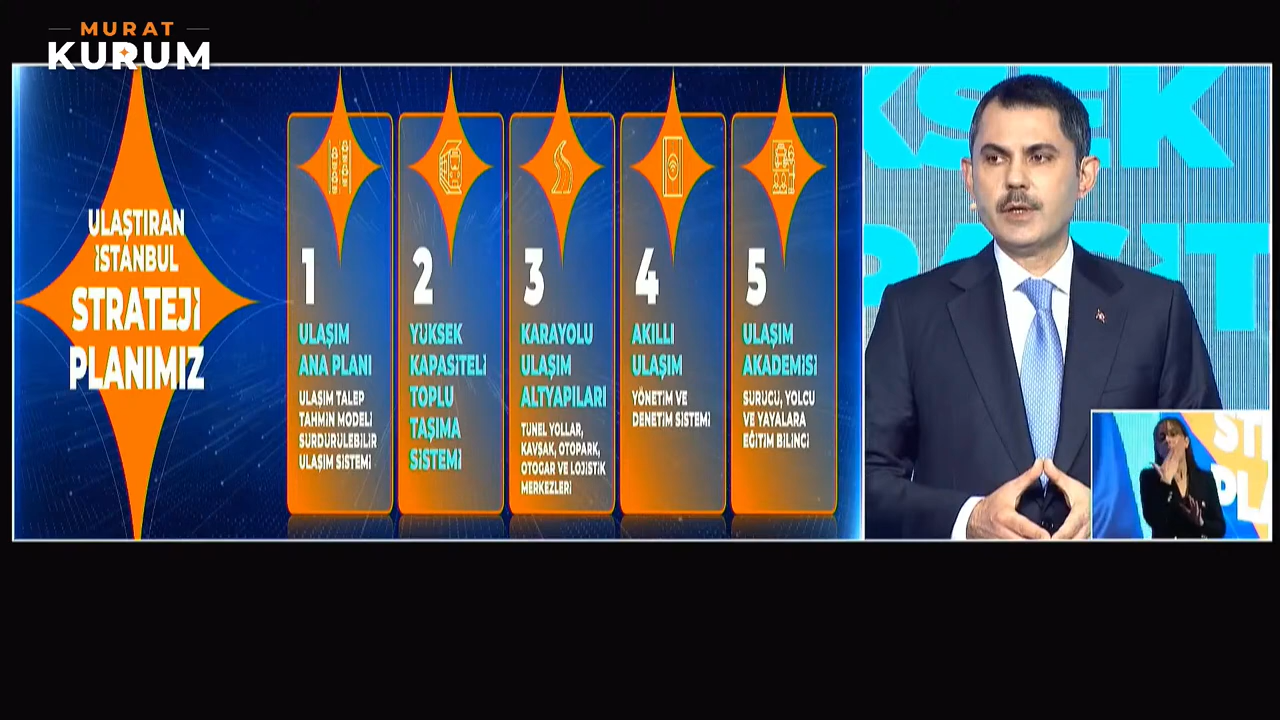 MURAT
KURUM
ULAŞTIRAN
İSTANBUL
STRATEJİ
PLANIMIZ
1
ULAŞIM
ANA PLANI
ULAŞIM TALEP
TAHMİN MODELİ
SÜRDÜRÜLEBİLİR
ULAŞIM SİSTEMİ
2
YÜKSEK
KAPASİTELİ
TOPLU
TAŞIMA
SİSTEMİ
3
KARAYOLU
ULAŞIM
ALTYAPILARI
TÜNEL YOLLAR,
KAVŞAK, OTOPARK,
OTOGAR VE LOJİSTİK
MERKEZLERİ
4
AKILLI
ULAŞIM
YÖNETİM VE
DENETİM SİSTEMİ
5
ULAŞIM
AKADEMİSİ
SÜRÜCÜ, YOLCU
VE YAYALARA
EĞİTİM BİLİNCİ